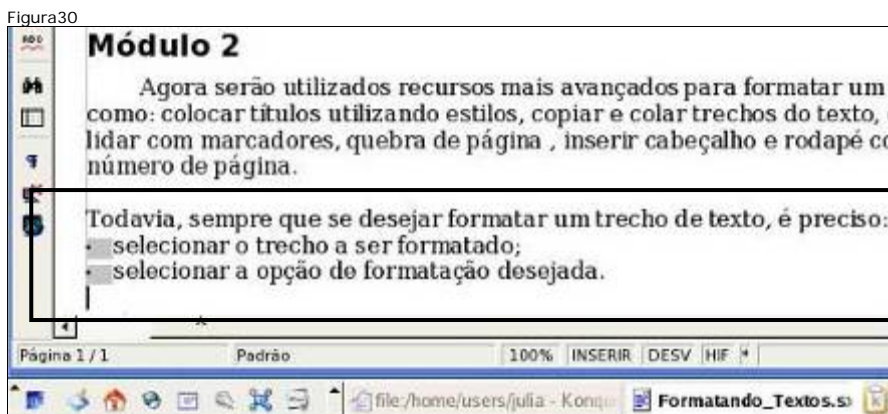 Figura30
Módulo 2
Agora serão utilizados recursos mais avançados para formatar um
como: colocar títulos utilizando estilos, copiar e colar trechos do texto,
lidar com marcadores, quebra de página , inserir cabeçalho e rodapé co
número de página.
Todavia, sempre que se desejar formatar um trecho de texto, é preciso:
selecionar o trecho a ser formatado;
selecionar a opção de formatação desejada.
Página 1 / 1 Padrão 100% INSERIR DESV HIF *
file:/home/users/julia - Konqu Formatando_Textos.s